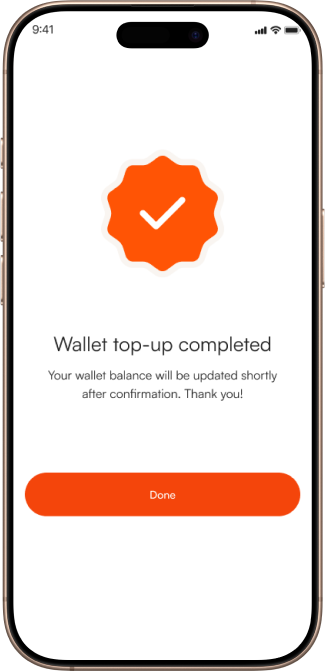 9:41
Wallet top-up completed
Your wallet balance will be updated shortly
after confirmation. Thank you!
Done